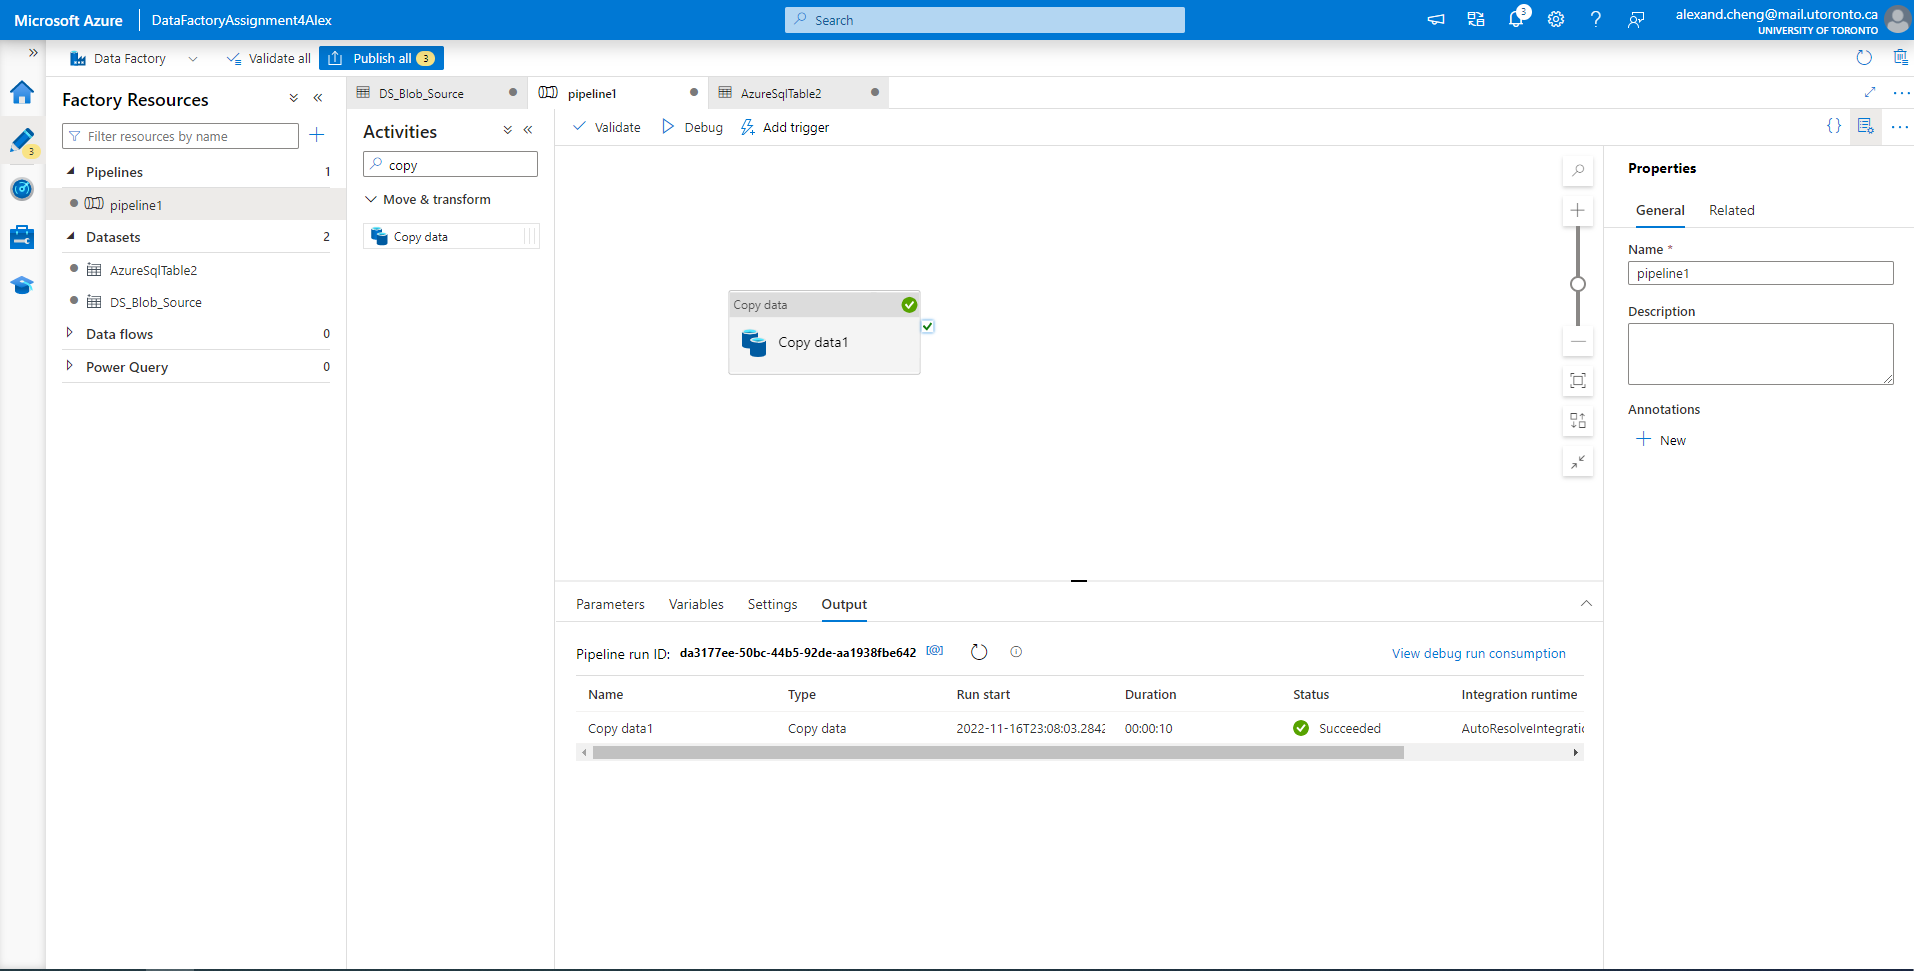 Microsoft Azure
DataFactoryAssignment4Alex
Search
3
alexand.cheng@mail.utoronto.ca
UNIVERSITY OF TORONTO
Data Factory
Validate all
Publish all 3
Factory Resources
Filter resources by name
3
Pipelines 1
pipeline1
Datasets 2
AzureSqlTable2
DS_Blob_Source
Data flows 0
Power Query 0
DS_Blob_Source
pipeline1
AzureSqlTable2
Activities
copy
Move & transform
Copy data
Validate
Debug
Add trigger
{}
Copy data
Copy data1
Properties
General Related
Name *
pipeline1
Description
Annotations
New
Parameters Variables Settings Output
Pipeline run ID: da3177ee-50bc-44b5-92de-aa1938fbe642 [@]
View debug run consumption
Name Type Run start Duration Status Integration runtime
Copy data1 Copy data 2022-11-16T23:08:03.2842 00:00:10 Succeeded AutoResolveIntegratic